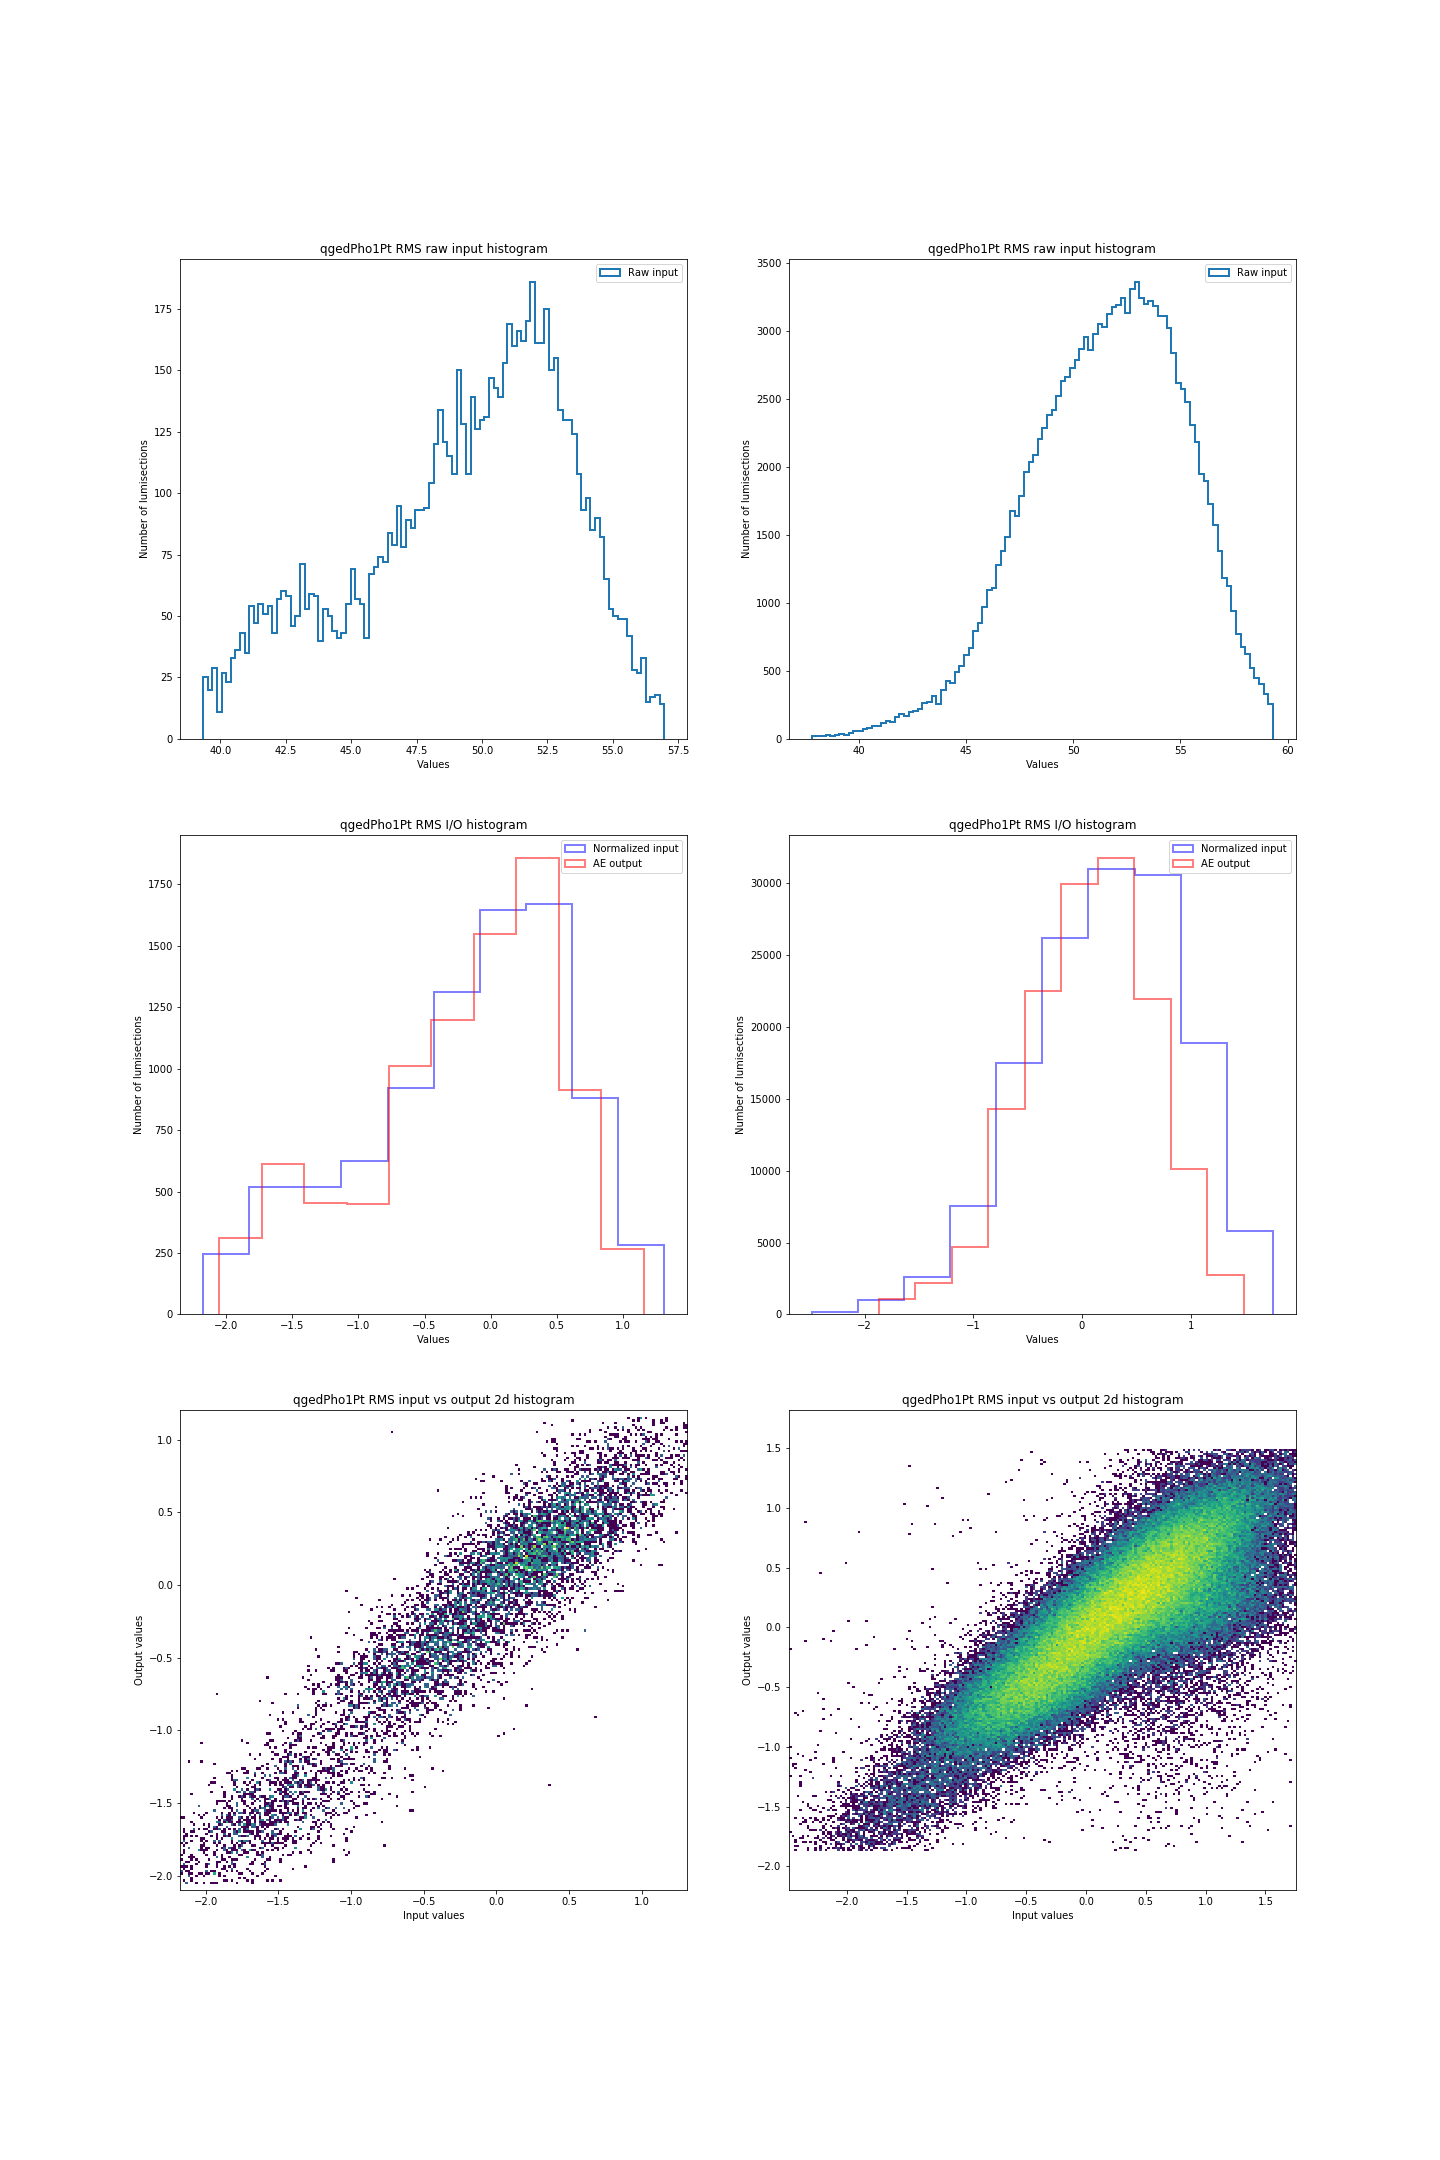 qgedPho1Pt RMS raw input histogram
Raw input
Number of lumisections
175
150
125
100
75
50
25
0
40.0 42.5 45.0 47.5 50.0 52.5 55.0 57.5
Values
qgedPho1Pt RMS raw input histogram
Raw input
Number of lumisections
3500
3000
2500
2000
1500
1000
500
0
40 45 50 55 60
Values
qgedPho1Pt RMS I/O histogram
Normalized input
AE output
Number of lumisections
1750
1500
1250
1000
750
500
250
0
−2.0 −1.5 −1.0 −0.5 0.0 0.5 1.0
Values
qgedPho1Pt RMS I/O histogram
Normalized input
AE output
Number of lumisections
30000
25000
20000
15000
10000
5000
0
−2 −1 0 1
Values
qgedPho1Pt RMS input vs output 2d histogram
Output values
1.0
0.5
0.0
−0.5
−1.0
−1.5
−2.0
−2.0 −1.5 −1.0 −0.5 0.0 0.5 1.0
Input values
qgedPho1Pt RMS input vs output 2d histogram
Output values
1.5
1.0
0.5
0.0
−0.5
−1.0
−1.5
−2.0
−2.0 −1.5 −1.0 −0.5 0.0 0.5 1.0 1.5
Input values